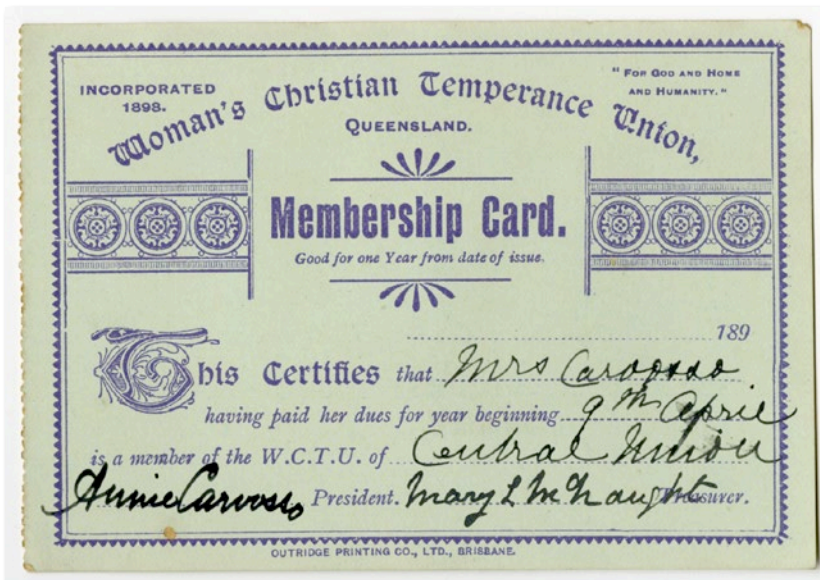 INCORPORATED
1898.
Woman's Christian Temperance Union,
"FOR GOD AND HOME
AND HUMANITY."
QUEENSLAND.
Membership Card.
Good for one Year from date of issue.
189
This Certifies that Mrs Carvosso
having paid her dues for year beginning 9th April
is a member of the W.C.T.U. of Central Union
Annie Carvosso President. Mary L McNaught Treasurer.
OUTRIDGE PRINTING CO., LTD., BRISBANE.